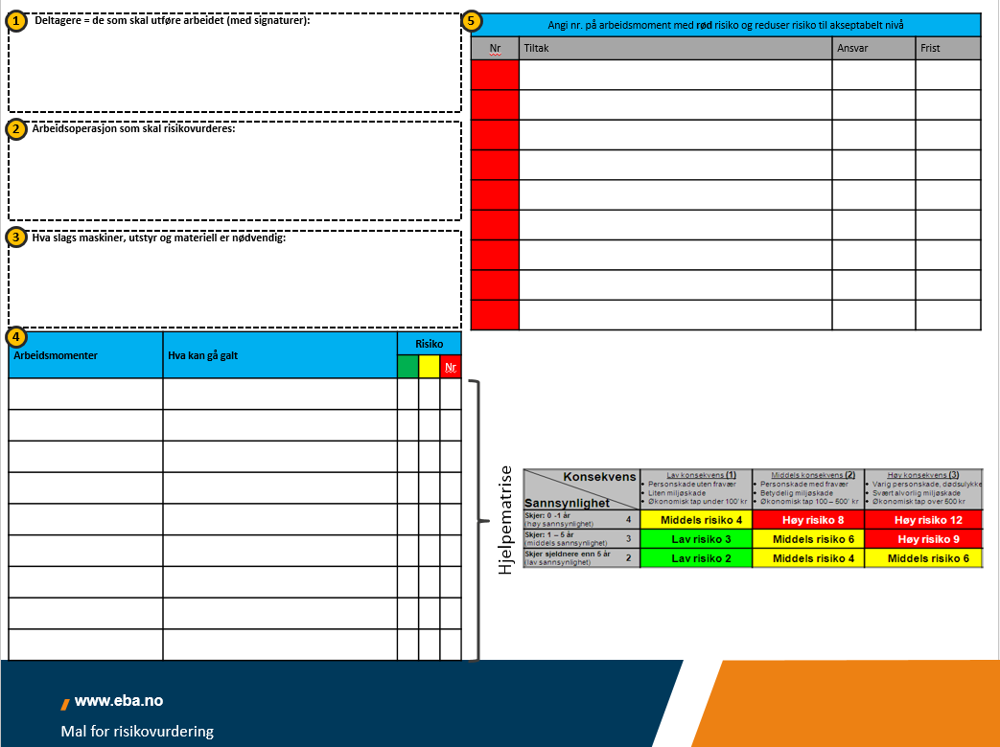 1 Deltagere = de som skal utføre arbeidet (med signaturer):
2 Arbeidsoperasjon som skal risikovurderes:
3 Hva slags maskiner, utstyr og materiell er nødvendig:
4
Arbeidsmomenter Hva kan gå galt Risiko
Nr
5 Angi nr. på arbeidsmoment med rød risiko og reduser risiko til akseptabelt nivå
Nr Tiltak Ansvar Frist
Hjelpematrise
Konsekvens
Sannsynlighet
Lav konsekvens (1)
• Personskade uten fravær
• Liten miljøskade
• Økonomisk tap under 100' kr
Middels konsekvens (2)
• Personskade med fravær
• Betydelig miljøskade
• Økonomisk tap 100 – 500' kr
Høy konsekvens (3)
• Varig personskade, dødsulykke
• Svært alvorlig miljøskade
• Økonomisk tap over 500 kr
Skjer: 0 -1 år
(høy sannsynlighet) 4
Middels risiko 4 Høy risiko 8 Høy risiko 12
Skjer: 1 – 5 år
(middels sannsynlighet) 3
Lav risiko 3 Middels risiko 6 Høy risiko 9
Skjer sjeldnere enn 5 år
(lav sannsynlighet) 2
Lav risiko 2 Middels risiko 4 Middels risiko 6
www.eba.no
Mal for risikovurdering